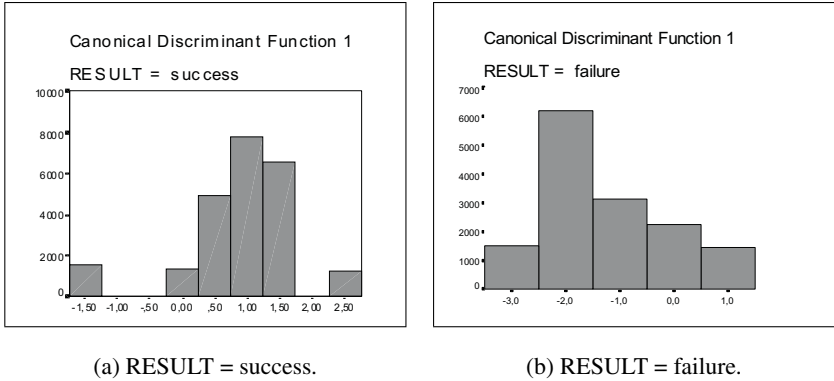 Canonical Discriminant Function 1
RESULT = success
10000
8000
6000
4000
2000
0
-1,50 -1,00 -,50 0,00 ,50 1,00 1,50 2,00 2,50
(a) RESULT = success.
Canonical Discriminant Function 1
RESULT = failure
7000
6000
5000
4000
3000
2000
1000
0
-3,0 -2,0 -1,0 0,0 1,0
(b) RESULT = failure.